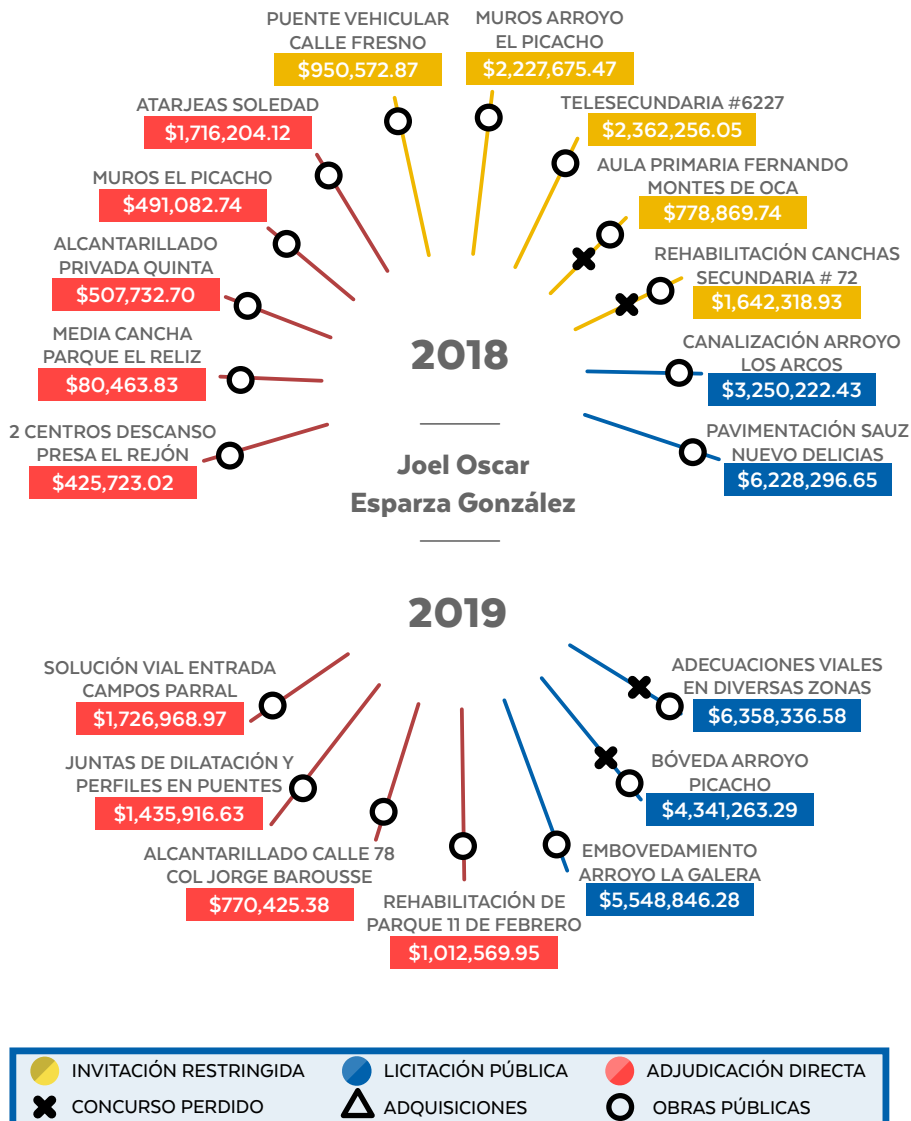 PUENTE VEHICULAR
CALLE FRESNO
$950,572.87
MUROS ARROYO
EL PICACHO
$2,227,675.47
ATARJEAS SOLEDAD
$1,716,204.12
TELESECUNDARIA #6227
$2,362,256.05
MUROS EL PICACHO
$491,082.74
AULA PRIMARIA FERNANDO
MONTES DE OCA
$778,869.74
ALCANTARILLADO
PRIVADA QUINTA
$507,732.70
REHABILITACIÓN CANCHAS
SECUNDARIA # 72
$1,642,318.93
MEDIA CANCHA
PARQUE EL RELIZ
$80,463.83
CANALIZACIÓN ARROYO
LOS ARCOS
$3,250,222.43
2 CENTROS DESCANSO
PRESA EL REJÓN
$425,723.02
PAVIMENTACIÓN SAUZ
NUEVO DELICIAS
$6,228,296.65
2018
Joel Oscar
Esparza González
2019
SOLUCIÓN VIAL ENTRADA
CAMPOS PARRAL
$1,726,968.97
ADECUACIONES VIALES
EN DIVERSAS ZONAS
$6,358,336.58
JUNTAS DE DILATACIÓN Y
PERFILES EN PUENTES
$1,435,916.63
BÓVEDA ARROYO
PICACHO
$4,341,263.29
ALCANTARILLADO CALLE 78
COL JORGE BAROUSSE
$770,425.38
EMBOVEDAMIENTO
ARROYO LA GALERA
$5,548,846.28
REHABILITACIÓN DE
PARQUE 11 DE FEBRERO
$1,012,569.95
INVITACIÓN RESTRINGIDA
LICITACIÓN PÚBLICA
ADJUDICACIÓN DIRECTA
CONCURSO PERDIDO
ADQUISICIONES
OBRAS PÚBLICAS